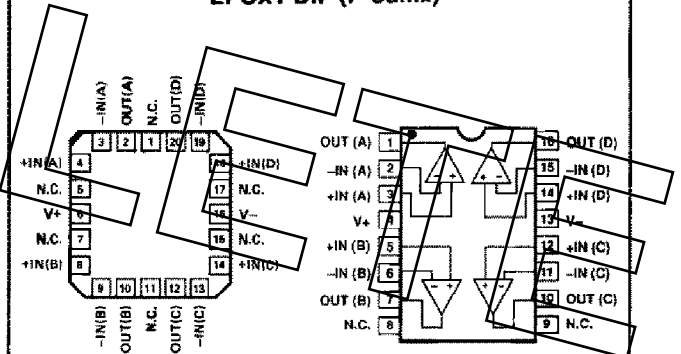 EPOXY DIP (P-Suffix)
–IN(A) OUT(A) N.C. OUT(D) –IN(D)
3 2 1 20 19
+IN(A) 4 +IN(D)
N.C. 5 17 N.C.
V+ 6 16 V–
N.C. 7 15 N.C.
+IN(B) 8 14 +IN(C)
9 10 11 12 13
–IN(B) OUT(B) N.C. OUT(C) –IN(C)
OUT (A) 1 16 OUT (D)
–IN (A) 2 15 –IN (D)
+IN (A) 3 14 +IN (D)
V+ 4 13 V–
+IN (B) 5 12 +IN (C)
–IN (B) 6 11 –IN (C)
OUT (B) 7 10 OUT (C)
N.C. 8 9 N.C.